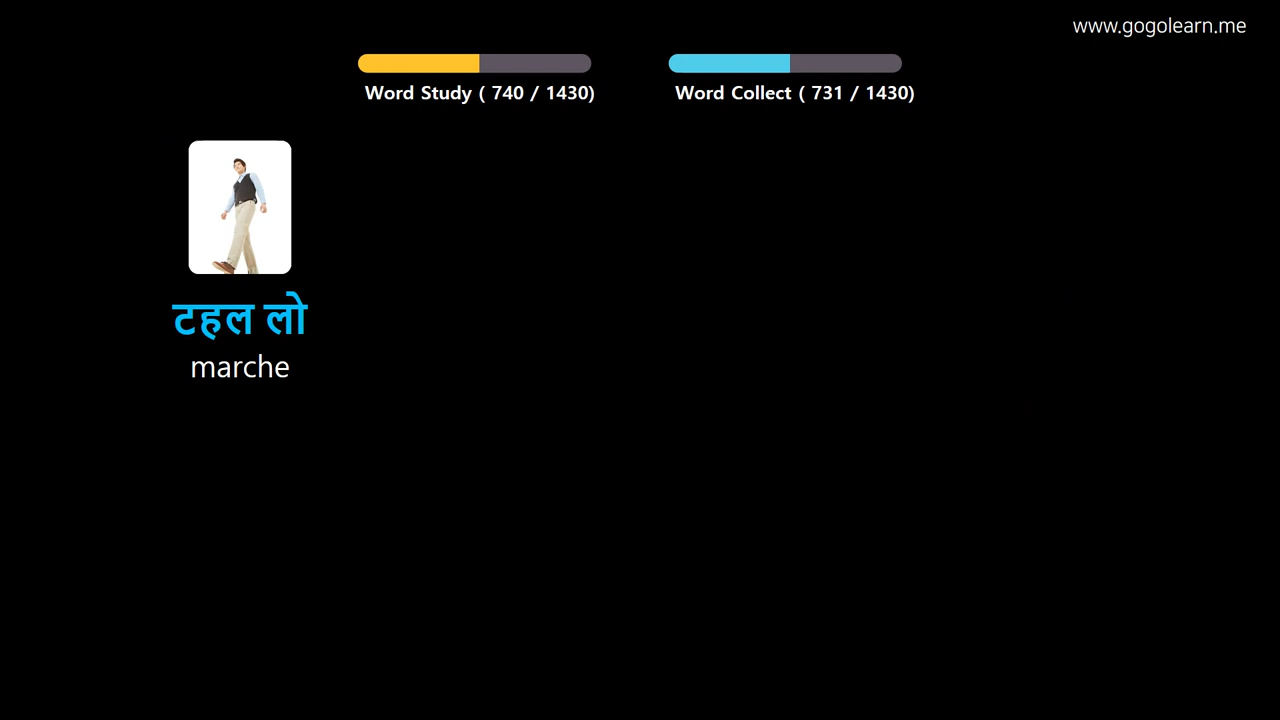 www.gogolearn.me
Word Study ( 740 / 1430)
Word Collect ( 731 / 1430)
टहल लो
marche